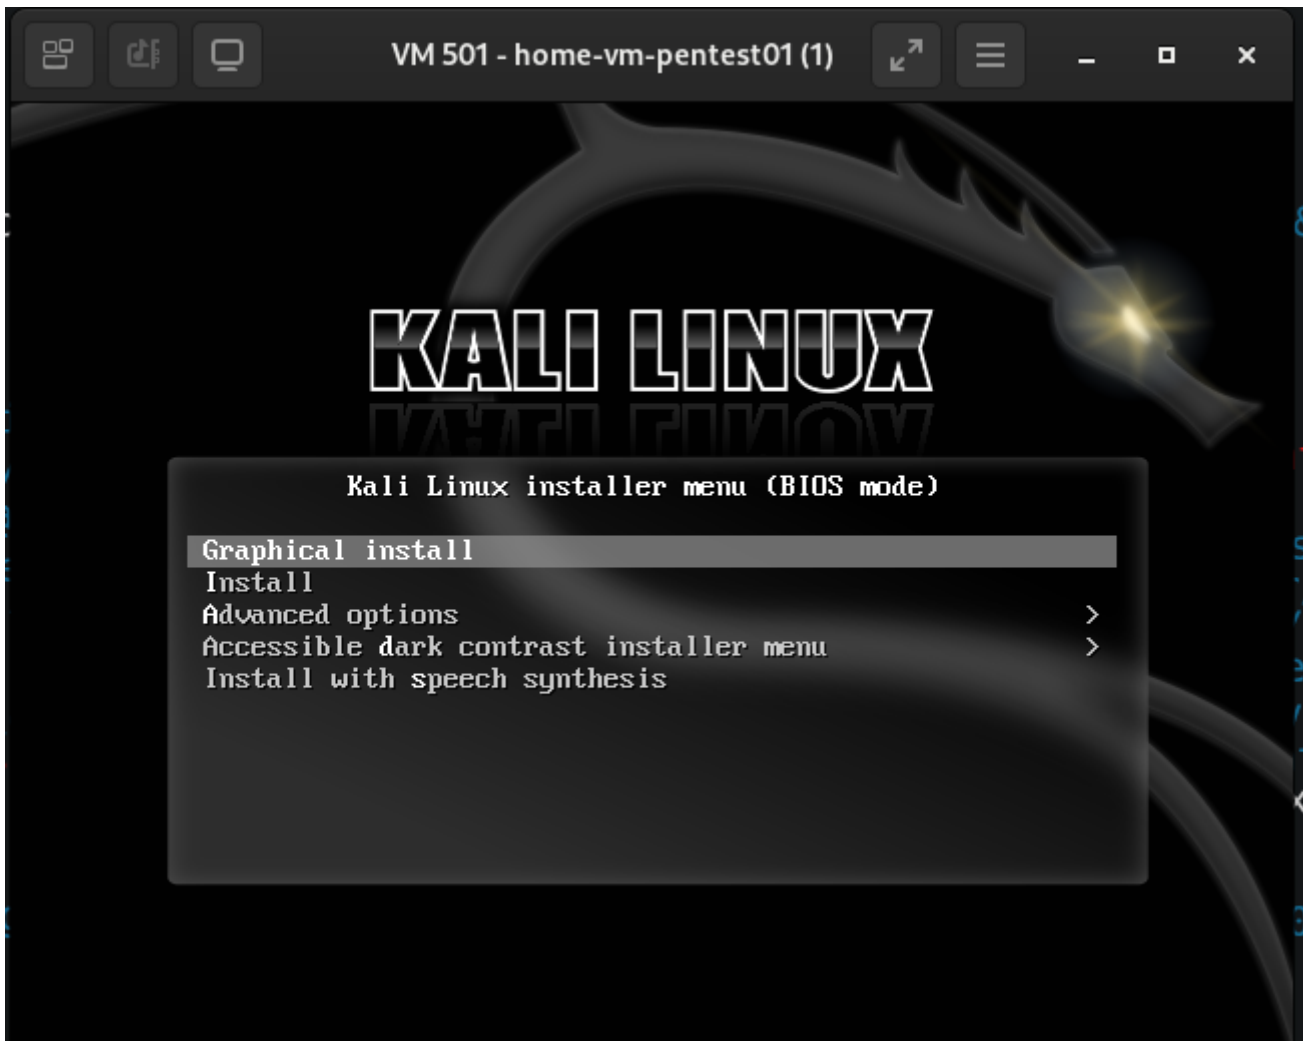 VM 501 - home-vm-pentest01 (1)
KALI LINUX
Kali Linux installer menu (BIOS mode)
Graphical install
Install
Advanced options >
Accessible dark contrast installer menu >
Install with speech synthesis